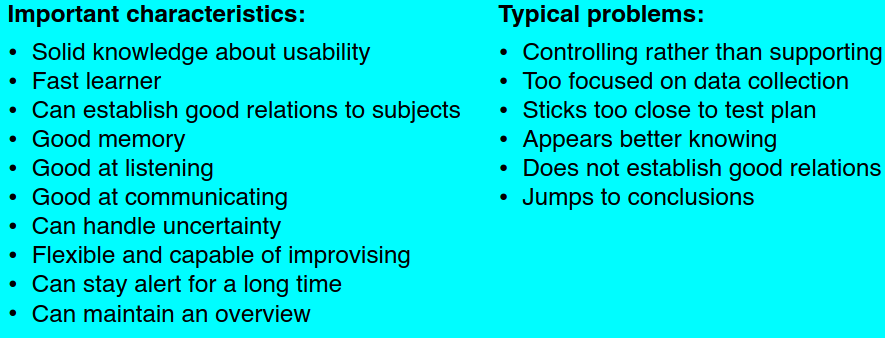 Important characteristics:
• Solid knowledge about usability
• Fast learner
• Can establish good relations to subjects
• Good memory
• Good at listening
• Good at communicating
• Can handle uncertainty
• Flexible and capable of improvising
• Can stay alert for a long time
• Can maintain an overview
Typical problems:
• Controlling rather than supporting
• Too focused on data collection
• Sticks too close to test plan
• Appears better knowing
• Does not establish good relations
• Jumps to conclusions